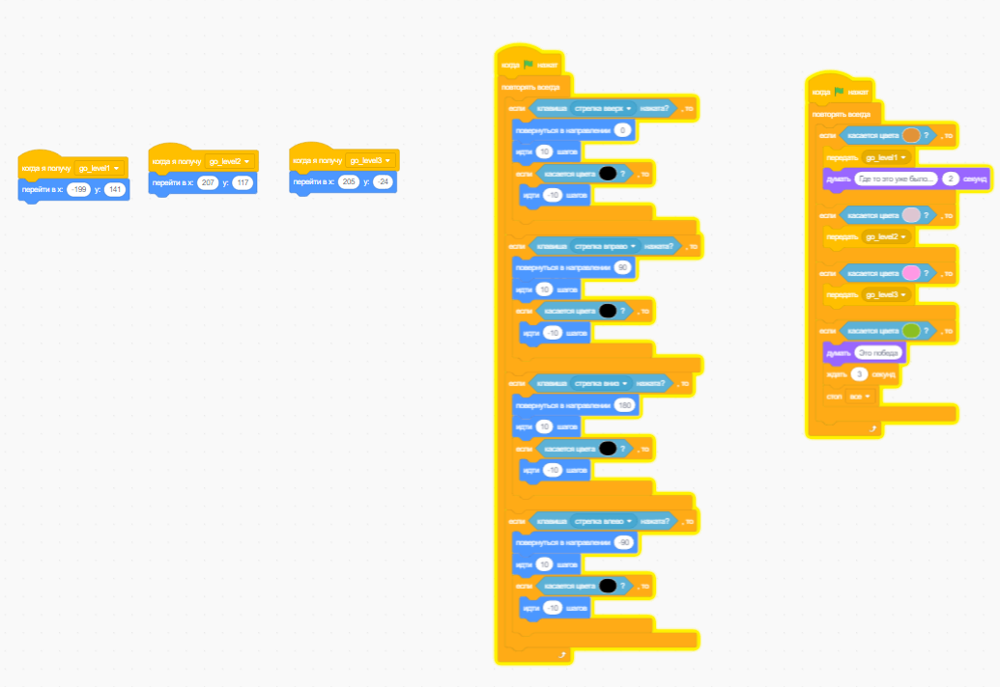 когда я получу go_level1
перейти в x: -199 y: 141
когда я получу go_level2
перейти в x: 207 y: 117
когда я получу go_level3
перейти в x: 205 y: -24
когда нажат
повторять всегда
если клавиша стрелка вверх нажата? , то
повернуться в направлении 0
идти 10 шагов
если касается цвета ? , то
идти -10 шагов
если клавиша стрелка вправо нажата? , то
повернуться в направлении 90
идти 10 шагов
если касается цвета ? , то
идти -10 шагов
если клавиша стрелка вниз нажата? , то
повернуться в направлении 180
идти 10 шагов
если касается цвета ? , то
идти -10 шагов
если клавиша стрелка влево нажата? , то
повернуться в направлении -90
идти 10 шагов
если касается цвета ? , то
идти -10 шагов
когда нажат
повторять всегда
если касается цвета ? , то
передать go_level1
думать Где то это уже было... 2 секунд
если касается цвета ? , то
передать go_level2
если касается цвета ? , то
передать go_level3
если касается цвета ? , то
думать Это победа
ждать 3 секунд
стоп все